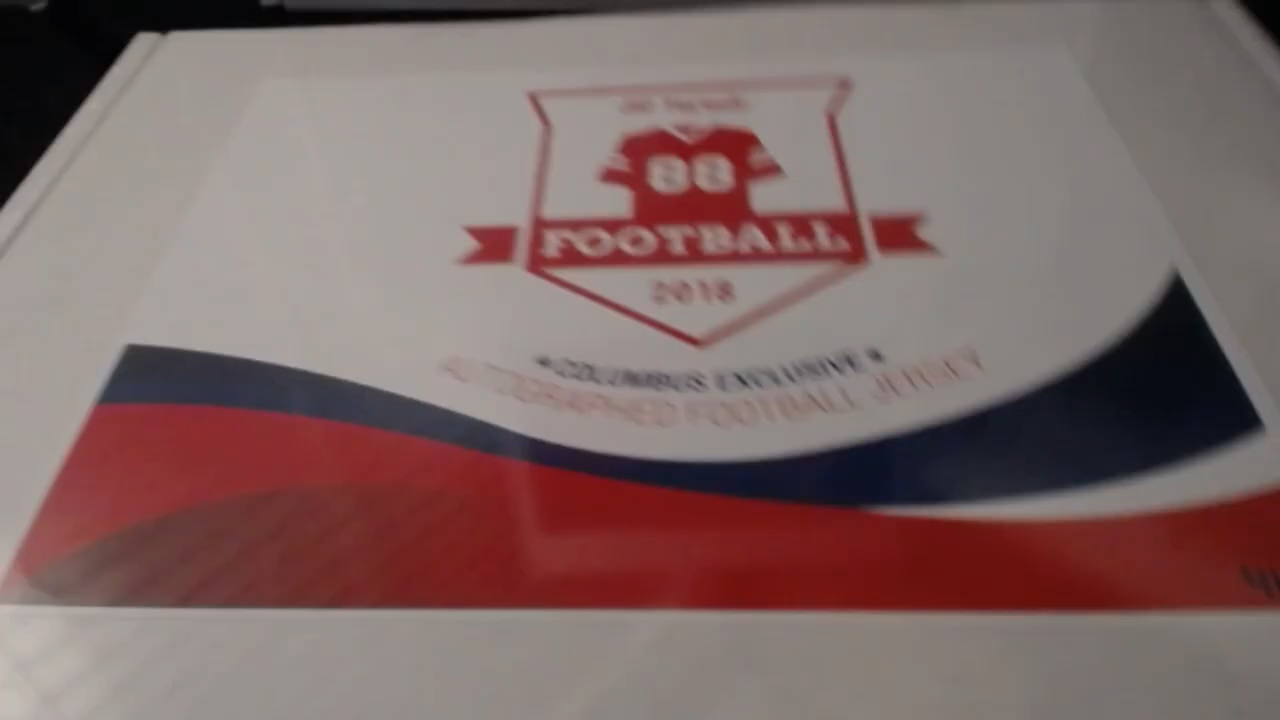 88
FOOTBALL
2018
★ COLUMBUS EXCLUSIVE ★
AUTOGRAPHED FOOTBALL JERSEY